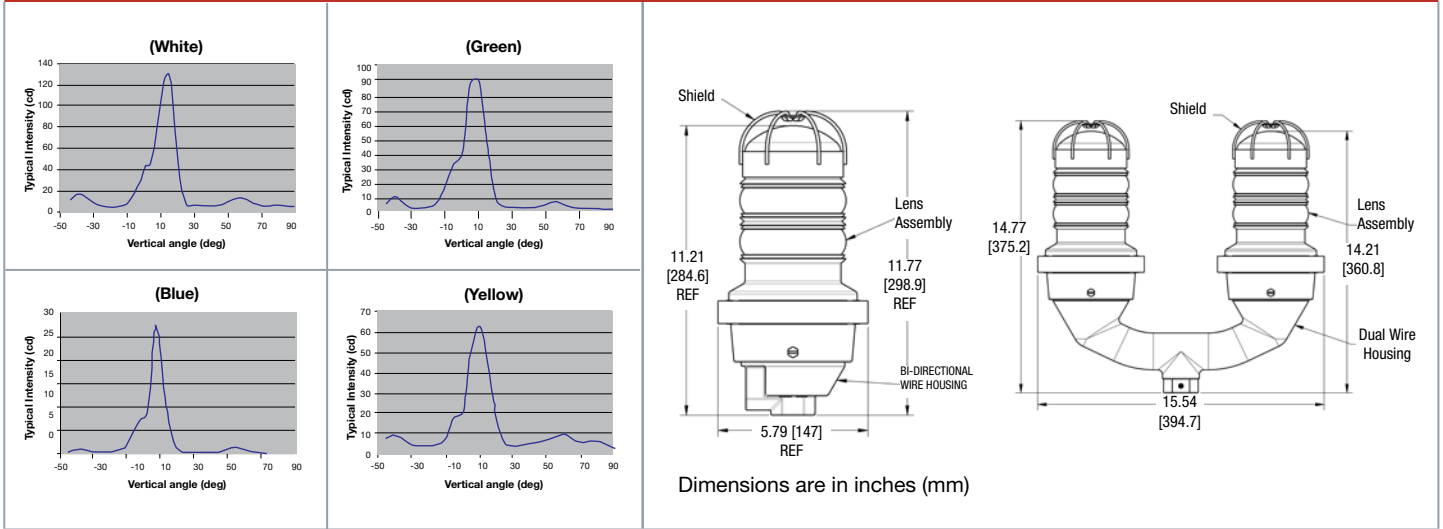 (White)
Typical Intensity (cd)
140
120
100
80
60
40
20
0
-50 -30 -10 10 30 50 70 90
Vertical angle (deg)
(Green)
Typical Intensity (cd)
100
90
80
70
60
50
40
30
20
10
0
-50 -30 -10 10 30 50 70 90
Vertical angle (deg)
(Blue)
Typical Intensity (cd)
30
25
20
15
10
5
0
-50 -30 -10 10 30 50 70 90
Vertical angle (deg)
(Yellow)
Typical Intensity (cd)
70
60
50
40
30
20
10
0
-50 -30 -10 10 30 50 70 90
Vertical angle (deg)
Shield
Lens
Assembly
11.21
[284.6]
REF
11.77
[298.9]
REF
BI-DIRECTIONAL
WIRE HOUSING
5.79 [147]
REF
Shield
Lens
Assembly
14.77
[375.2]
14.21
[360.8]
Dual Wire
Housing
15.54
[394.7]
Dimensions are in inches (mm)